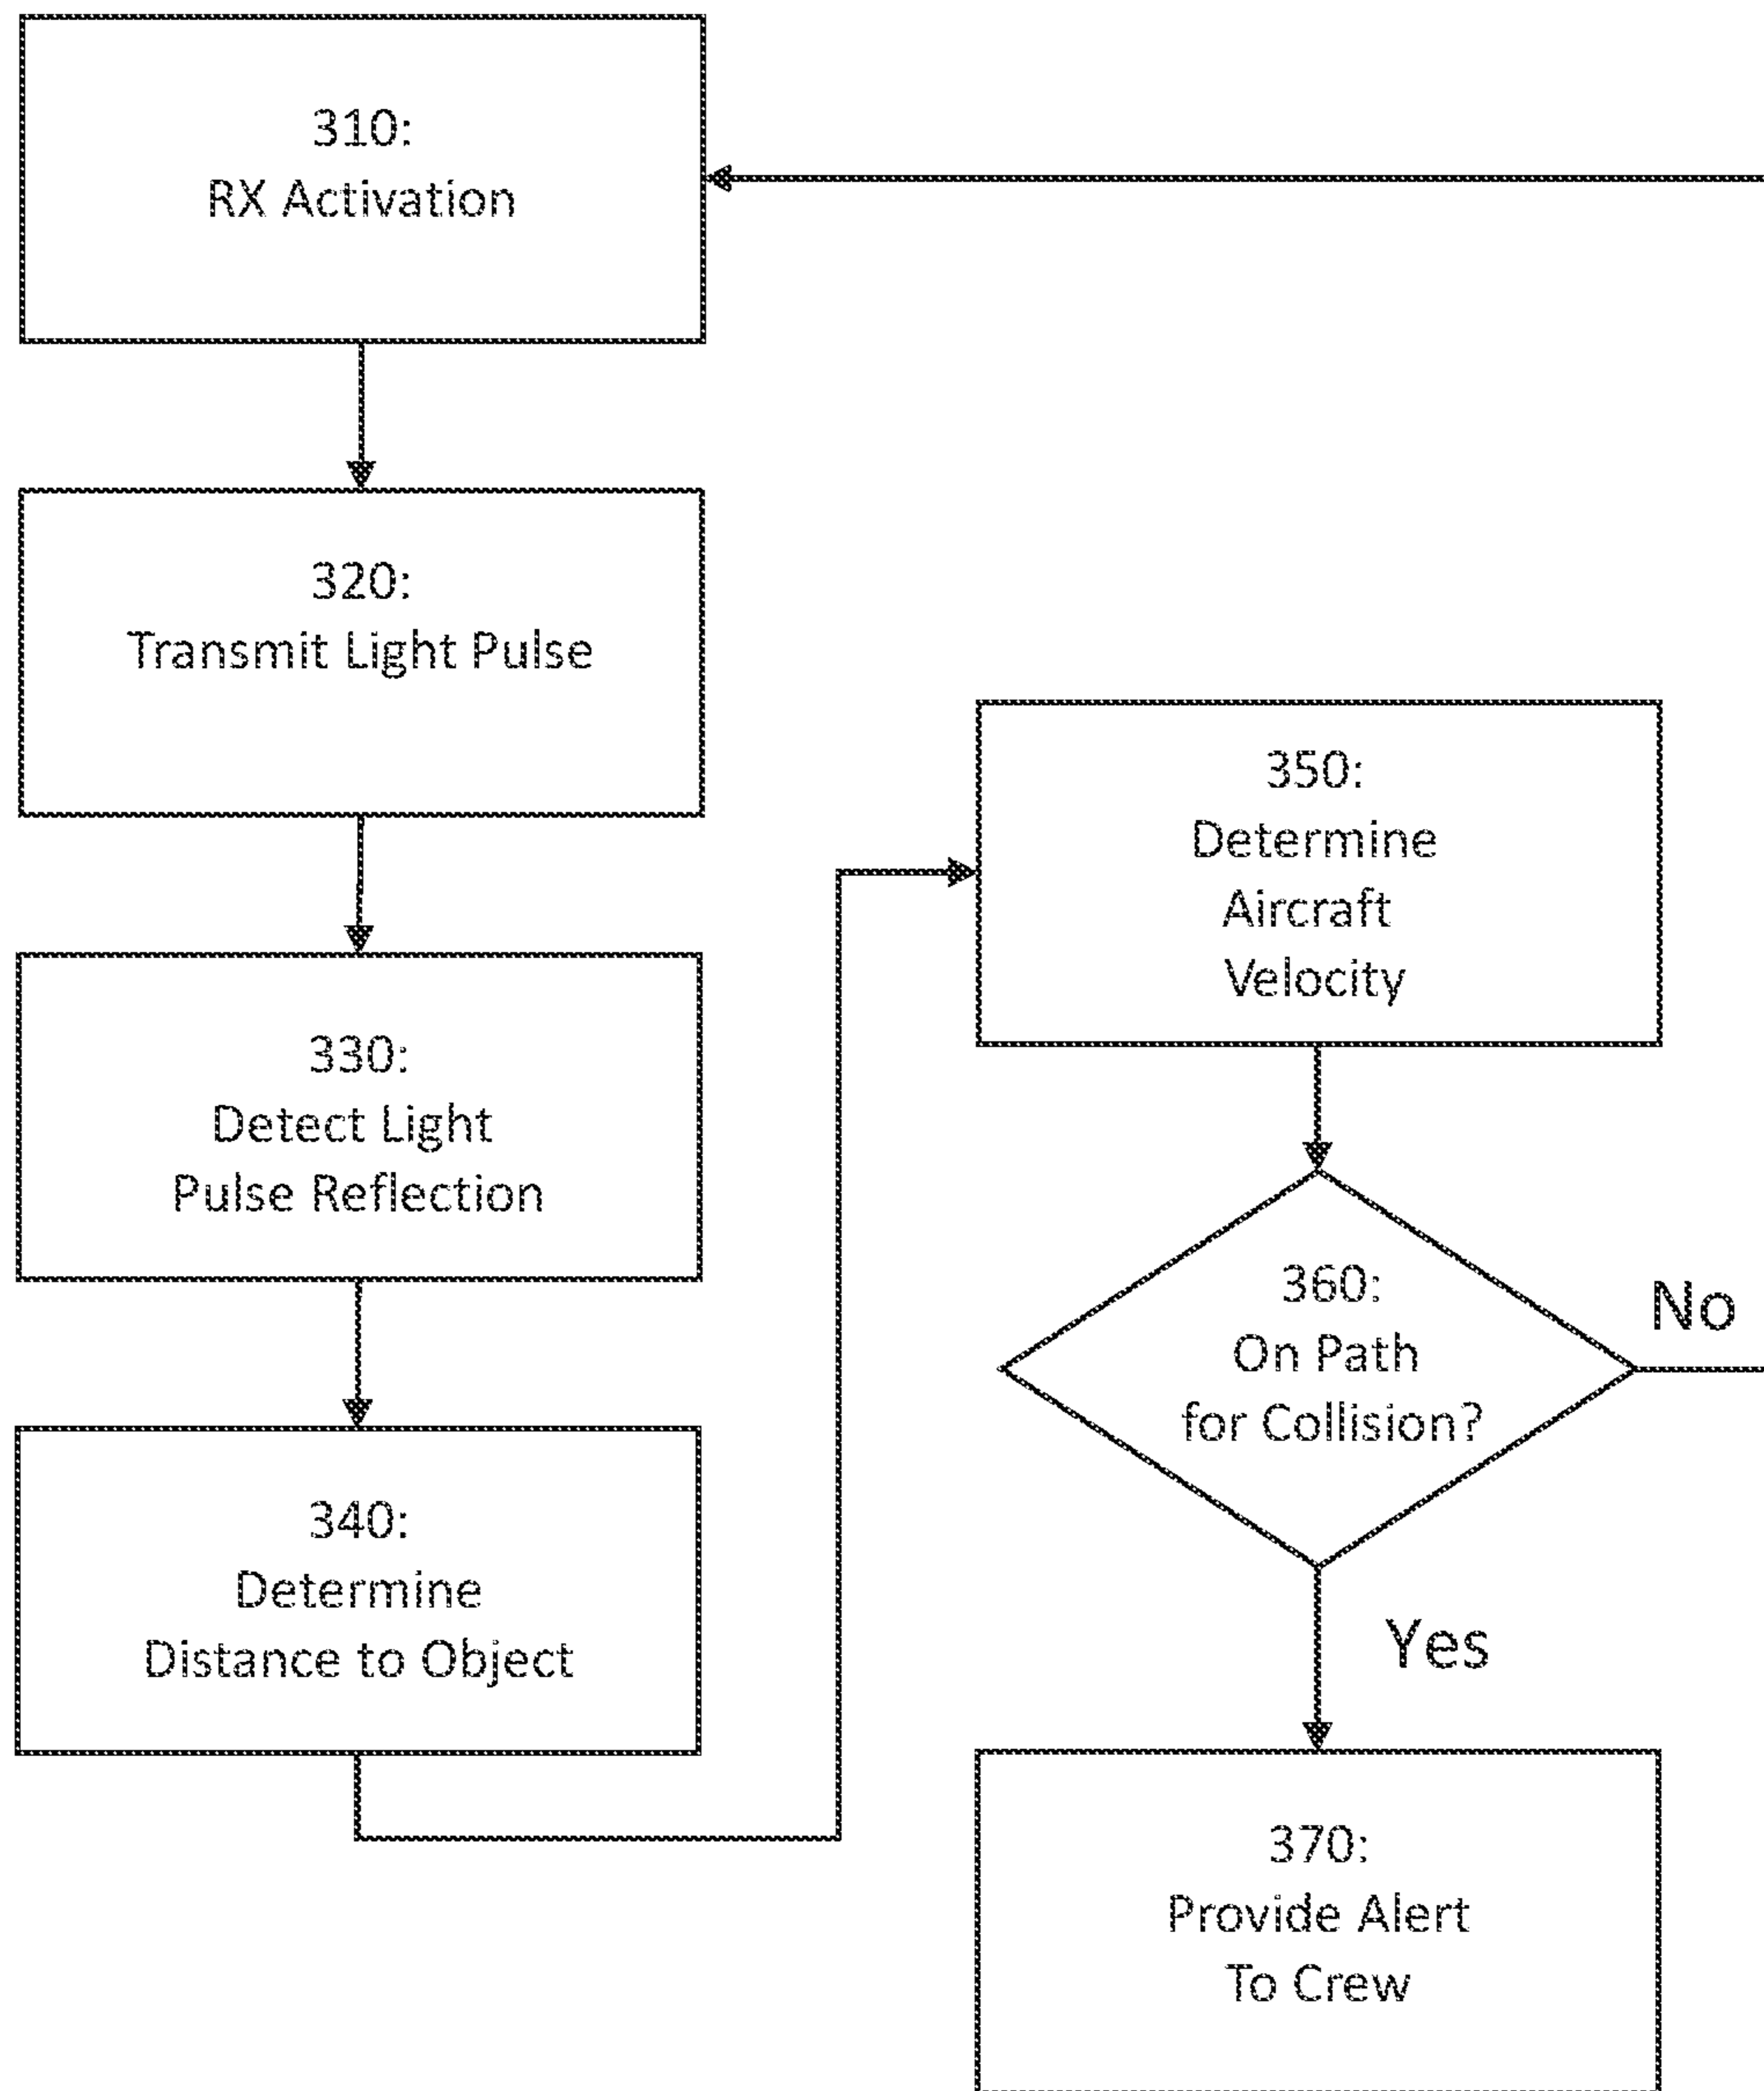 310:
RX Activation
320:
Transmit Light Pulse
330:
Detect Light
Pulse Reflection
340:
Determine
Distance to Object
350:
Determine
Aircraft
Velocity
360:
On Path
for Collision?
No
Yes
370:
Provide Alert
To Crew